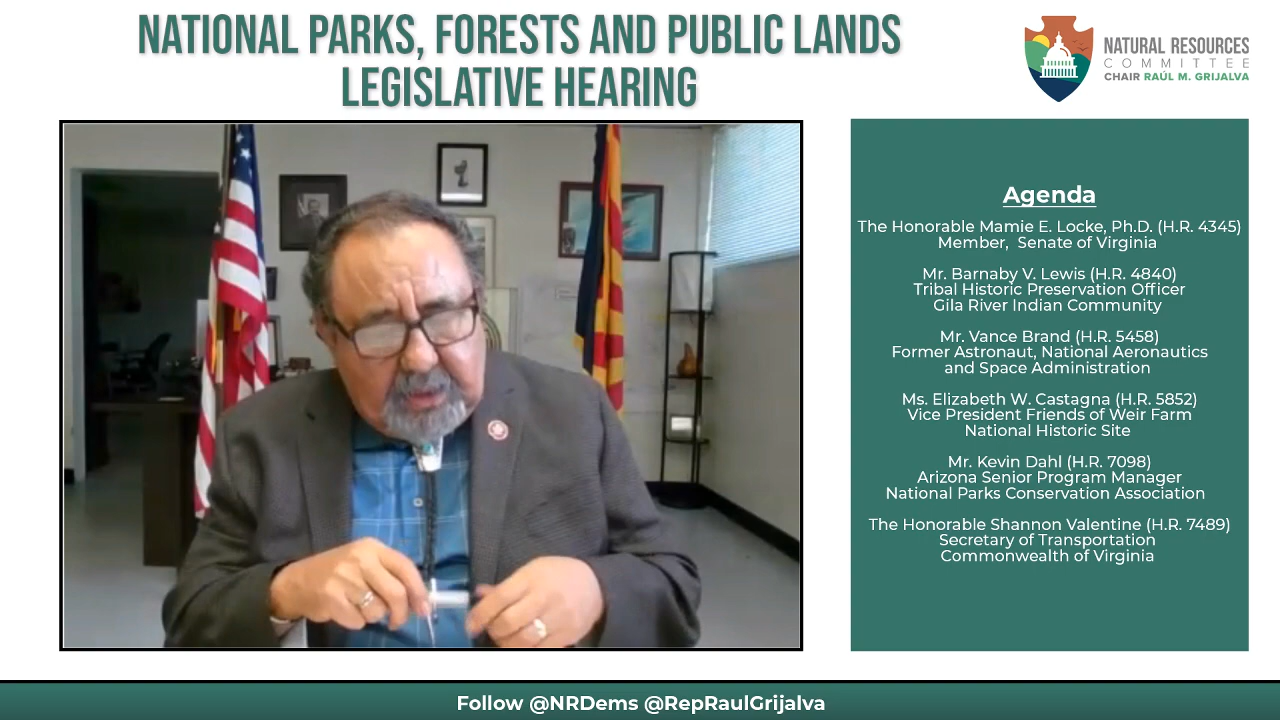 NATIONAL PARKS, FORESTS AND PUBLIC LANDS
LEGISLATIVE HEARING
NATURAL RESOURCES
COMMITTEE
CHAIR RAÚL M. GRIJALVA
Agenda
The Honorable Mamie E. Locke, Ph.D. (H.R. 4345)
Member, Senate of Virginia
Mr. Barnaby V. Lewis (H.R. 4840)
Tribal Historic Preservation Officer
Gila River Indian Community
Mr. Vance Brand (H.R. 5458)
Former Astronaut, National Aeronautics
and Space Administration
Ms. Elizabeth W. Castagna (H.R. 5852)
Vice President Friends of Weir Farm
National Historic Site
Mr. Kevin Dahl (H.R. 7098)
Arizona Senior Program Manager
National Parks Conservation Association
The Honorable Shannon Valentine (H.R. 7489)
Secretary of Transportation
Commonwealth of Virginia
Follow @NRDems @RepRaulGrijalva